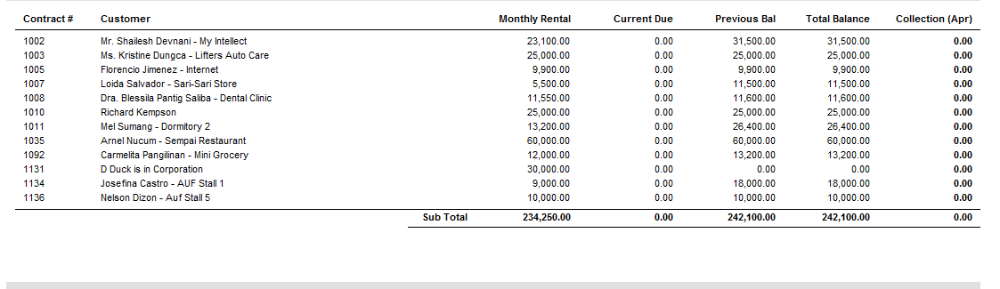 Contract # Customer Monthly Rental Current Due Previous Bal Total Balance Collection (Apr)
1002 Mr. Shailesh Devnani - My Intellect 23,100.00 0.00 31,500.00 31,500.00 0.00
1003 Ms. Kristine Dungca - Lifters Auto Care 25,000.00 0.00 25,000.00 25,000.00 0.00
1005 Florencio Jimenez - Internet 9,900.00 0.00 9,900.00 9,900.00 0.00
1007 Loida Salvador - Sari-Sari Store 5,500.00 0.00 11,500.00 11,500.00 0.00
1008 Dra. Blessila Pantig Saliba - Dental Clinic 11,550.00 0.00 11,600.00 11,600.00 0.00
1010 Richard Kempson 25,000.00 0.00 25,000.00 25,000.00 0.00
1011 Mel Sumang - Dormitory 2 13,200.00 0.00 26,400.00 26,400.00 0.00
1035 Arnel Nucum - Sempai Restaurant 60,000.00 0.00 60,000.00 60,000.00 0.00
1092 Carmelita Pangilinan - Mini Grocery 12,000.00 0.00 13,200.00 13,200.00 0.00
1131 D Duck is in Corporation 30,000.00 0.00 0.00 0.00 0.00
1134 Josefina Castro - AUF Stall 1 9,000.00 0.00 18,000.00 18,000.00 0.00
1136 Nelson Dizon - Auf Stall 5 10,000.00 0.00 10,000.00 10,000.00 0.00
Sub Total 234,250.00 0.00 242,100.00 242,100.00 0.00